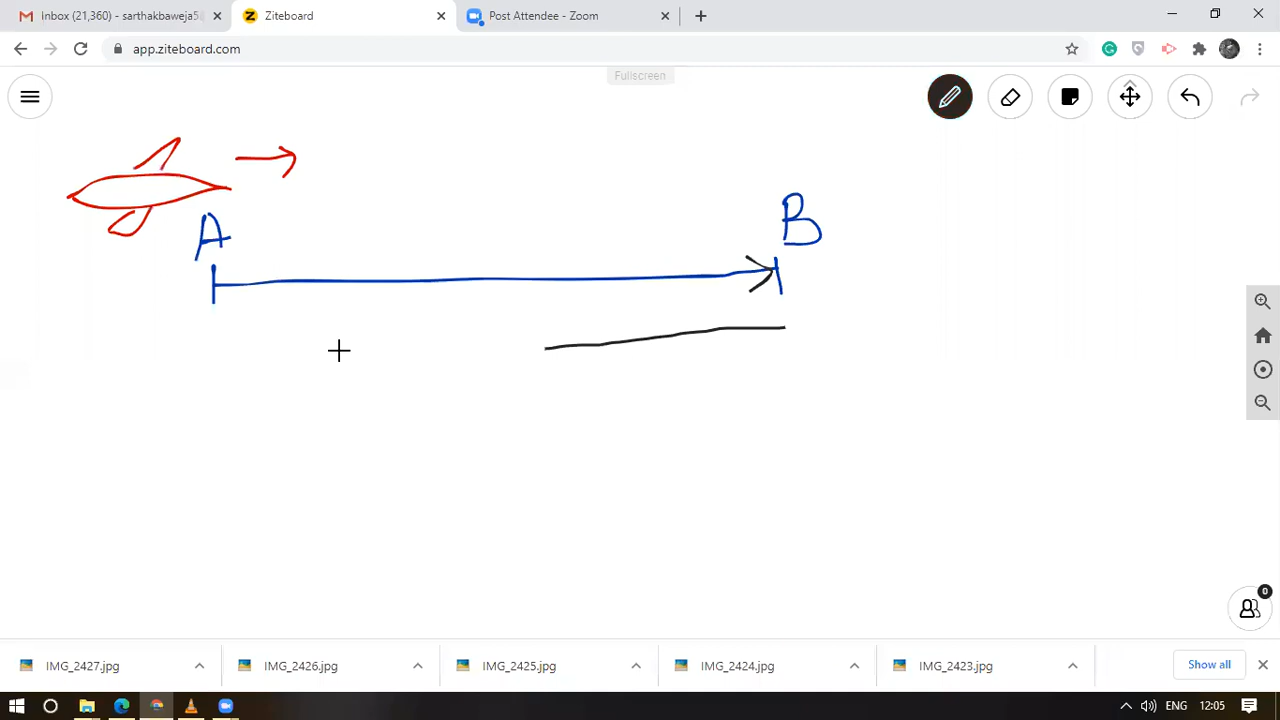 inbox (21,360) - sarthakbaweja5
Ziteboard
Post Attendee - Zoom
app.ziteboard.com
Fullscreen
A
B
0
IMG_2427.jpg
IMG_2426.jpg
IMG_2425.jpg
IMG_2424.jpg
IMG_2423.jpg
Show all
ENG
12:05